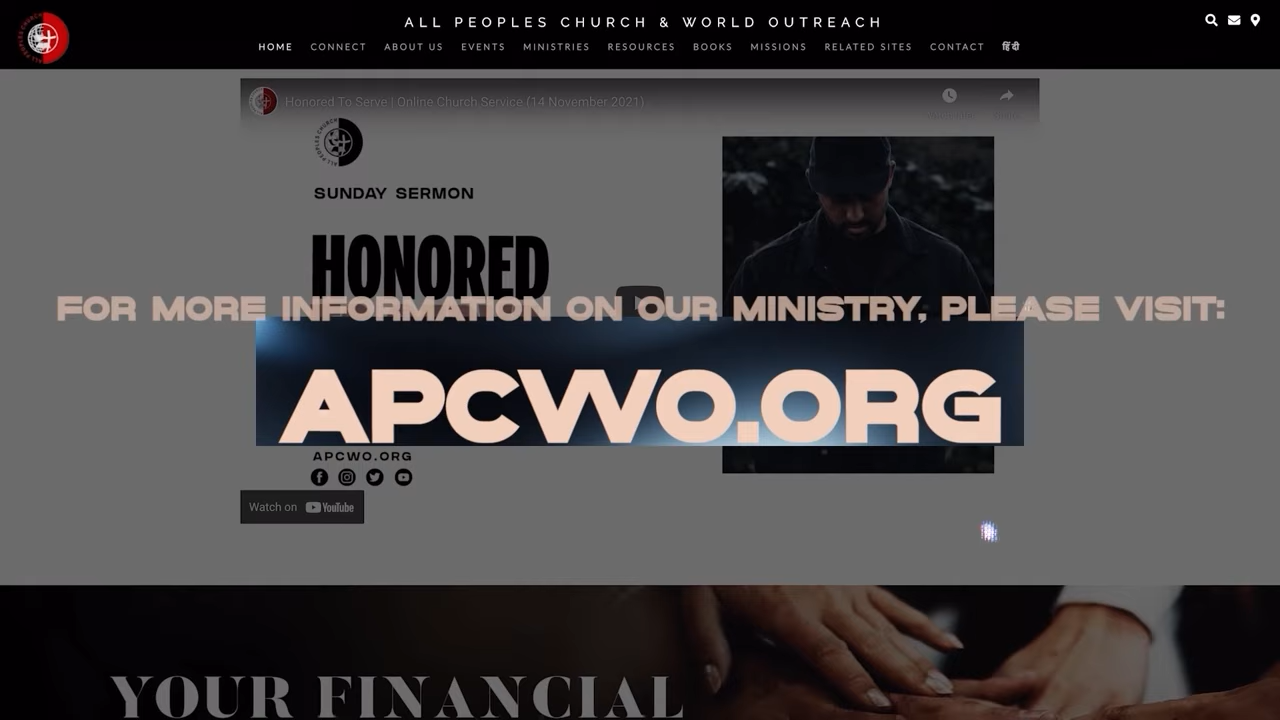 ALL PEOPLES CHURCH & WORLD OUTREACH
HOME CONNECT ABOUT US EVENTS MINISTRIES RESOURCES BOOKS MISSIONS RELATED SITES CONTACT हिंदी
Honored To Serve | Online Church Service (14 November 2021)
SUNDAY SERMON
HONORED
FOR MORE INFORMATION ON OUR MINISTRY, PLEASE VISIT:
APCWO.ORG
APCWO.ORG
Watch on YouTube
YOUR FINANCIAL